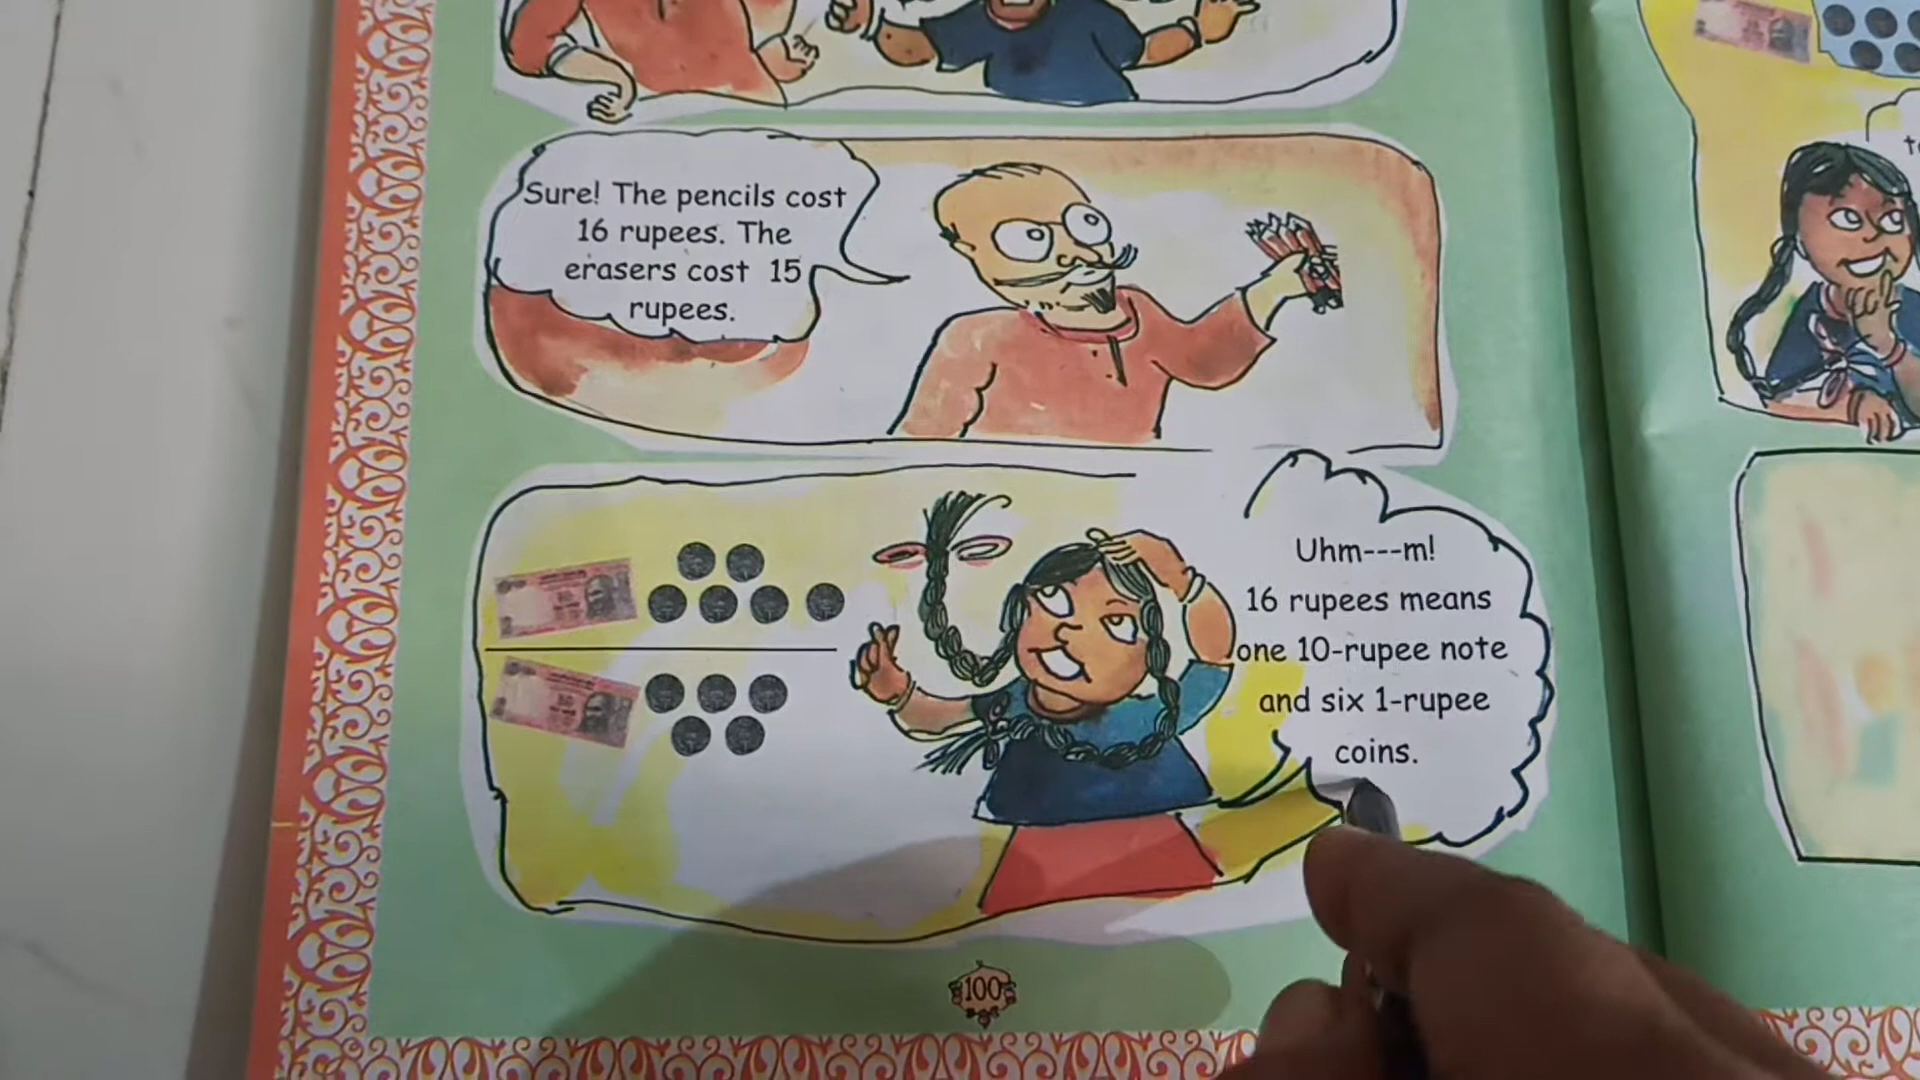 Sure! The pencils cost
16 rupees. The
erasers cost 15
rupees.
Uhm---m!
16 rupees means
one 10-rupee note
and six 1-rupee
coins.
100